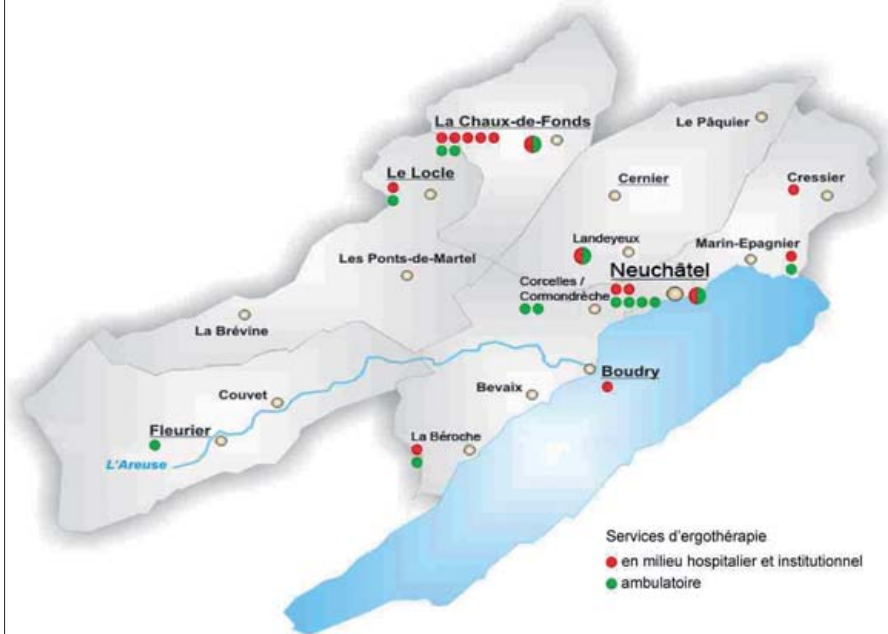 Le Pâquier
La Chaux-de-Fonds
Le Locle
Cernier
Cressier
Landeyeux
Marin-Epagnier
Les Ponts-de-Martel
Neuchâtel
Corcelles /
Cormondrèche
La Brévine
Boudry
Bevaix
Couvet
Fleurier
La Béroche
L'Areuse
Services d'ergothérapie
en milieu hospitalier et institutionnel
ambulatoire